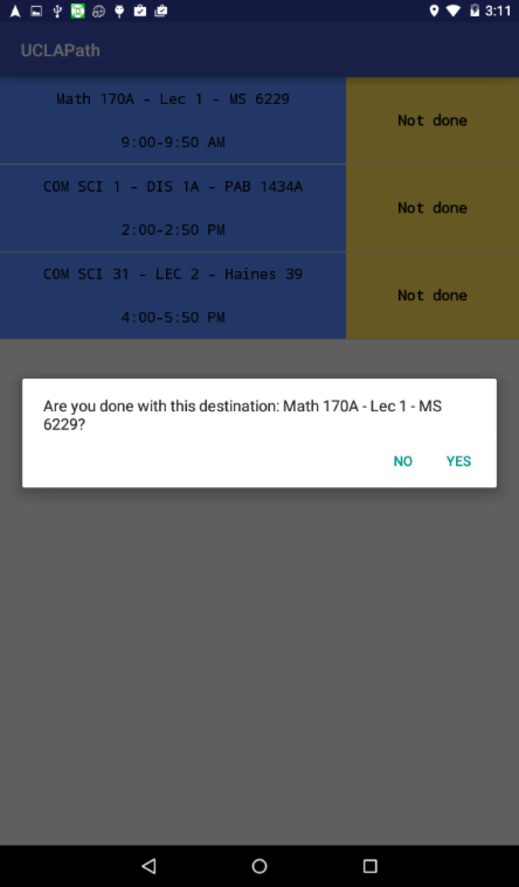 3:11
UCLAPath
Math 170A - Lec 1 - MS 6229
9:00-9:50 AM
Not done
COM SCI 1 - DIS 1A - PAB 1434A
2:00-2:50 PM
Not done
COM SCI 31 - LEC 2 - Haines 39
4:00-5:50 PM
Not done
Are you done with this destination: Math 170A - Lec 1 - MS
6229?
NO YES